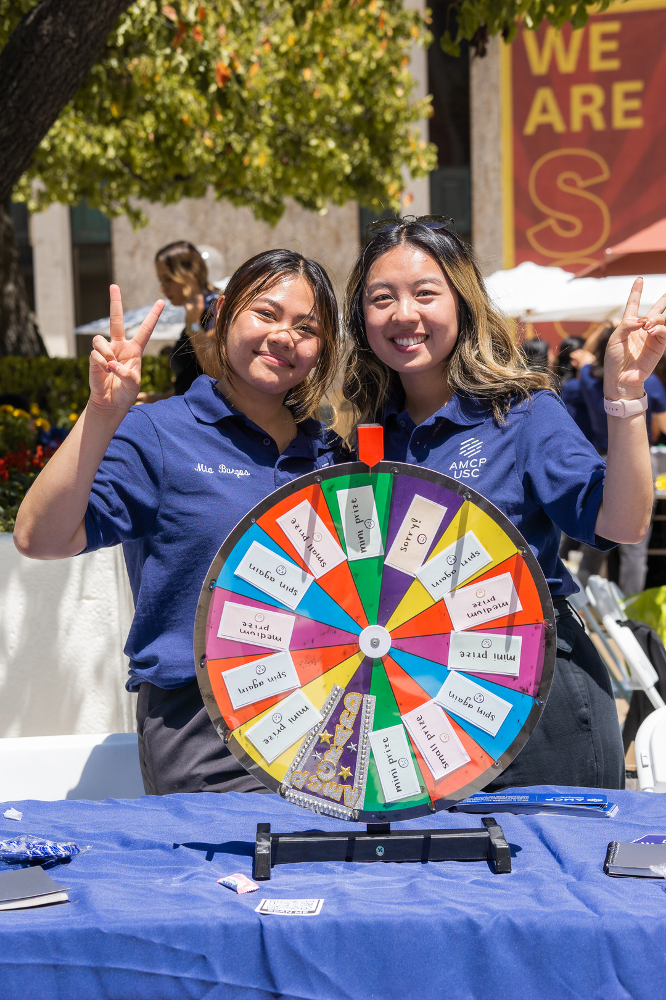 WE
ARE
S
Mia Burgos
AMCP
USC
mini prize
sorry!
spin again
medium
prize
mini prize
spin again
small prize
mini prize
mini prize
spin again
medium
prize
spin again
small prize
AMCP
SCAN ME